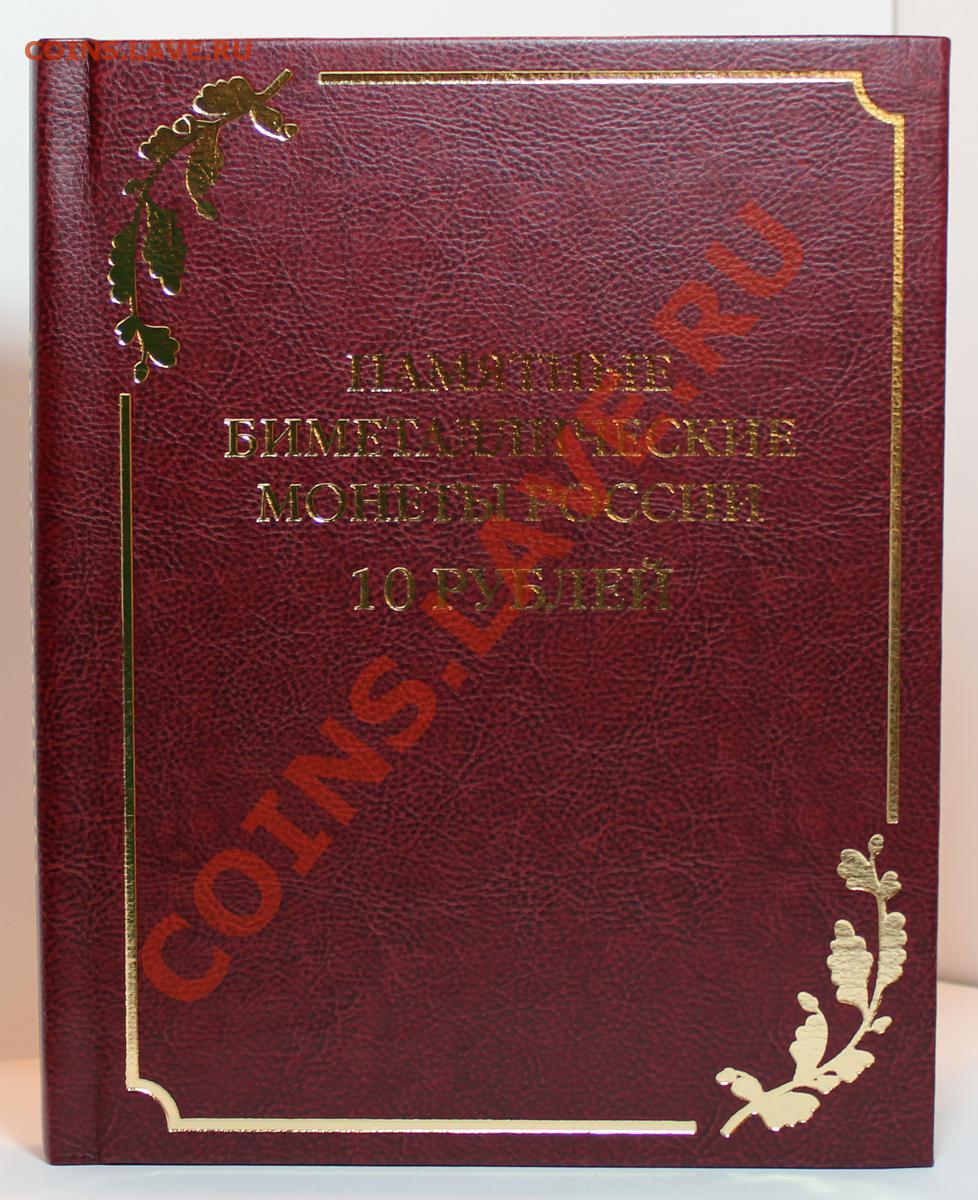 COINS.LAVE.RU
ПАМЯТНЫЕ
БИМЕТАЛЛИЧЕСКИЕ
МОНЕТЫ РОССИИ
10 РУБЛЕЙ
COINS.LAVE.RU